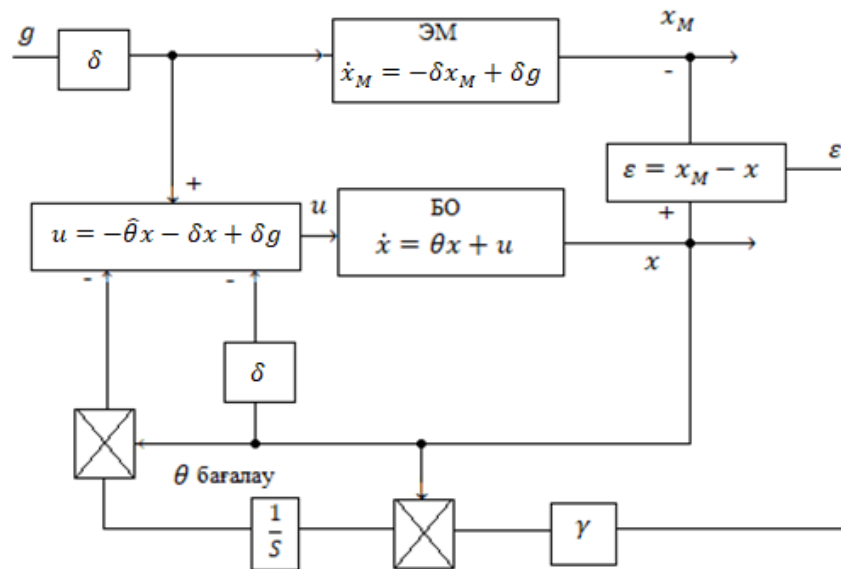 g
δ
ЭМ
ẋ_M = −δx_M + δg
x_M
-
ε = x_M − x
ε
+
+
u = −θ̂x − δx + δg
u
БО
ẋ = θx + u
x
-
-
δ
θ бағалау
1/S
γ